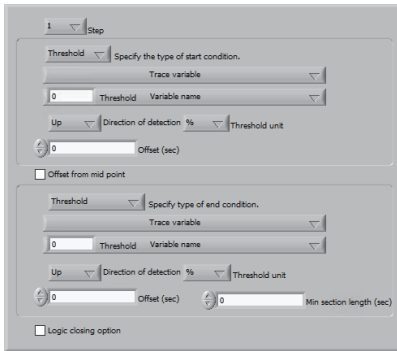 1 Step
Threshold Specify the type of start condition.
Trace variable
0 Threshold Variable name
Up Direction of detection % Threshold unit
0 Offset (sec)
Offset from mid point
Threshold Specify type of end condition.
Trace variable
0 Threshold Variable name
Up Direction of detection % Threshold unit
0 Offset (sec) 0 Min section length (sec)
Logic closing option